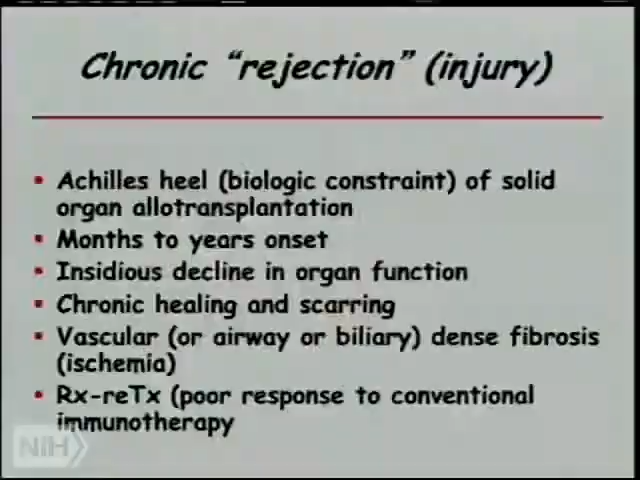 Chronic “rejection” (injury)
Achilles heel (biologic constraint) of solid
organ allotransplantation
Months to years onset
Insidious decline in organ function
Chronic healing and scarring
Vascular (or airway or biliary) dense fibrosis
(ischemia)
Rx-reTx (poor response to conventional
immunotherapy
NIH